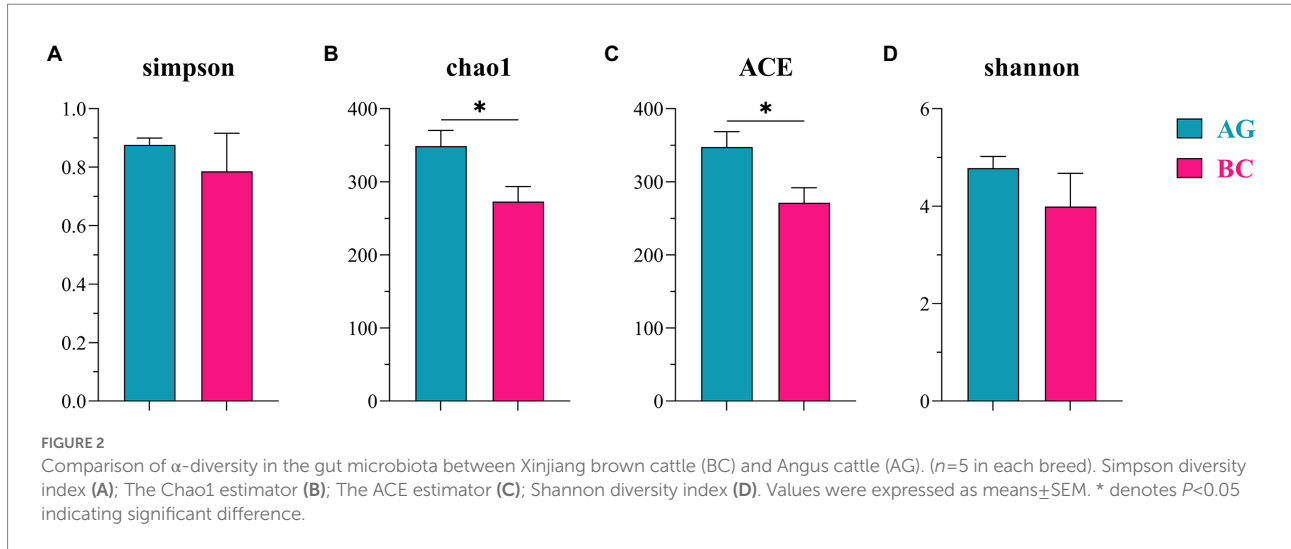 A
simpson
1.0
0.8
0.6
0.4
0.2
0.0
B
chao1
*
400
300
200
100
0
C
ACE
*
400
300
200
100
0
D
shannon
6
4
2
0
AG
BC
FIGURE 2
Comparison of α-diversity in the gut microbiota between Xinjiang brown cattle (BC) and Angus cattle (AG). (n=5 in each breed). Simpson diversity
index (A); The Chao1 estimator (B); The ACE estimator (C); Shannon diversity index (D). Values were expressed as means±SEM. * denotes P<0.05
indicating significant difference.